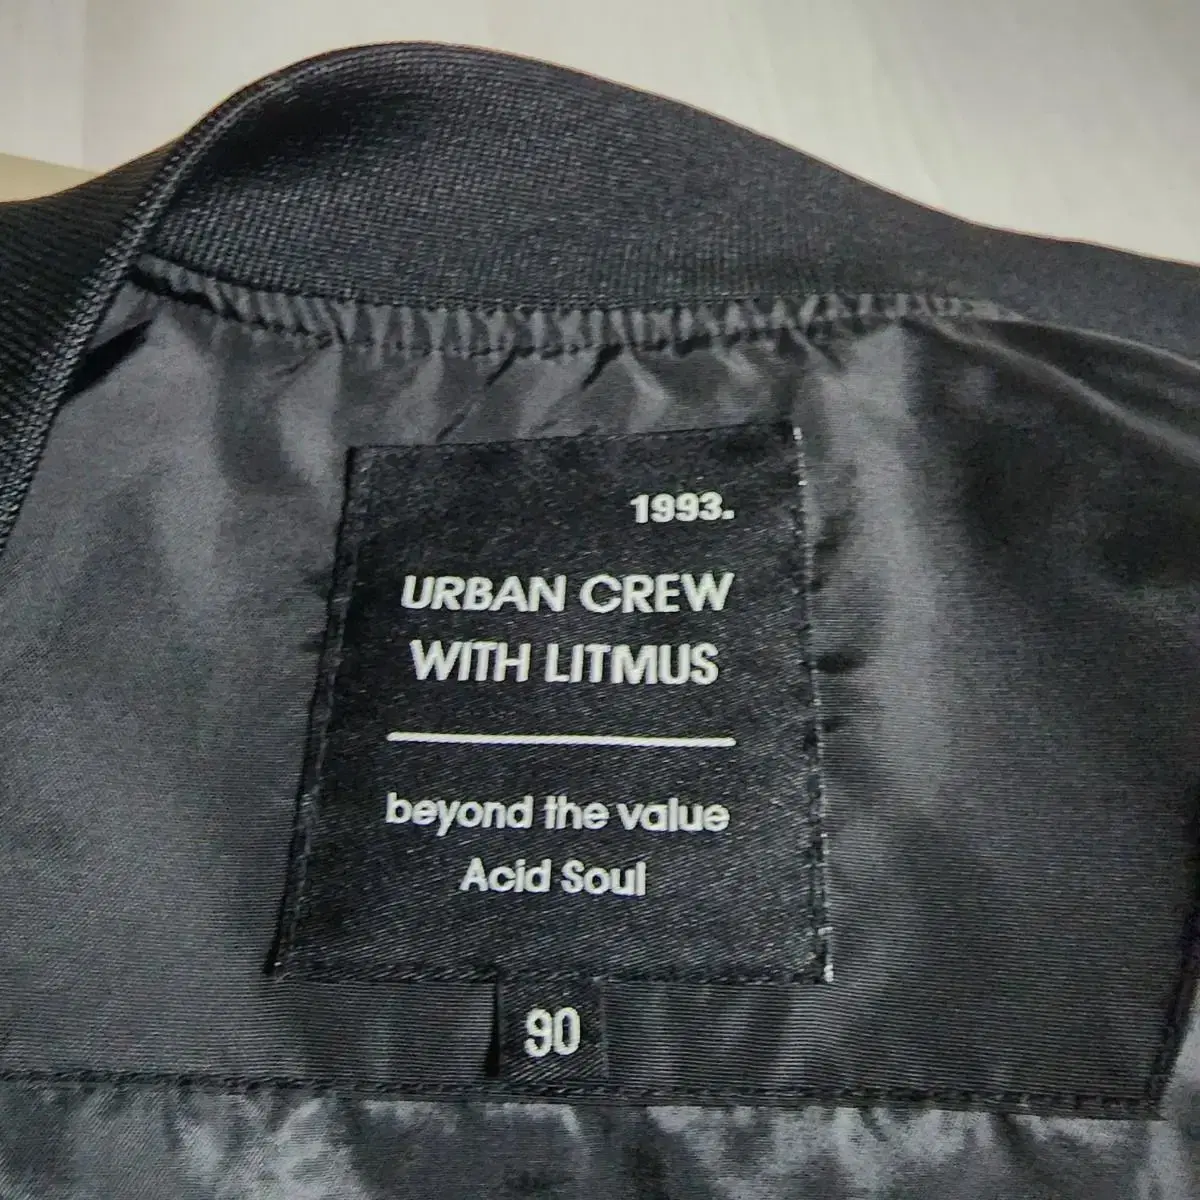 1993.
URBAN CREW
WITH LITMUS
beyond the value
Acid Soul
90